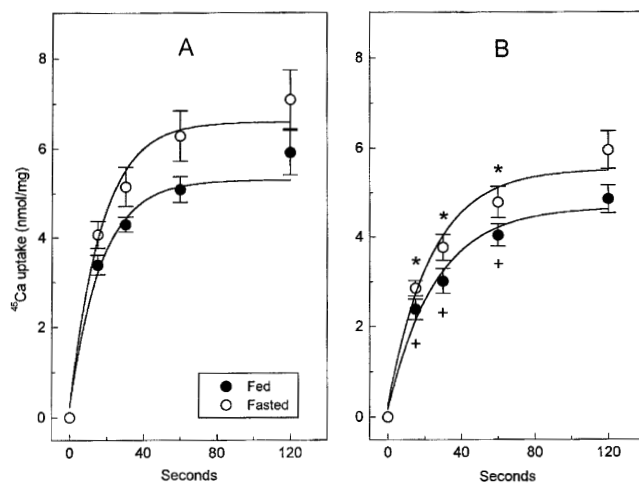 A
B
8
6
4
2
0
⁴⁵Ca uptake (nmol/mg)
Fed
Fasted
0 40 80 120
Seconds
8
6
4
2
0
*
*
*
+
+
+
0 40 80 120
Seconds